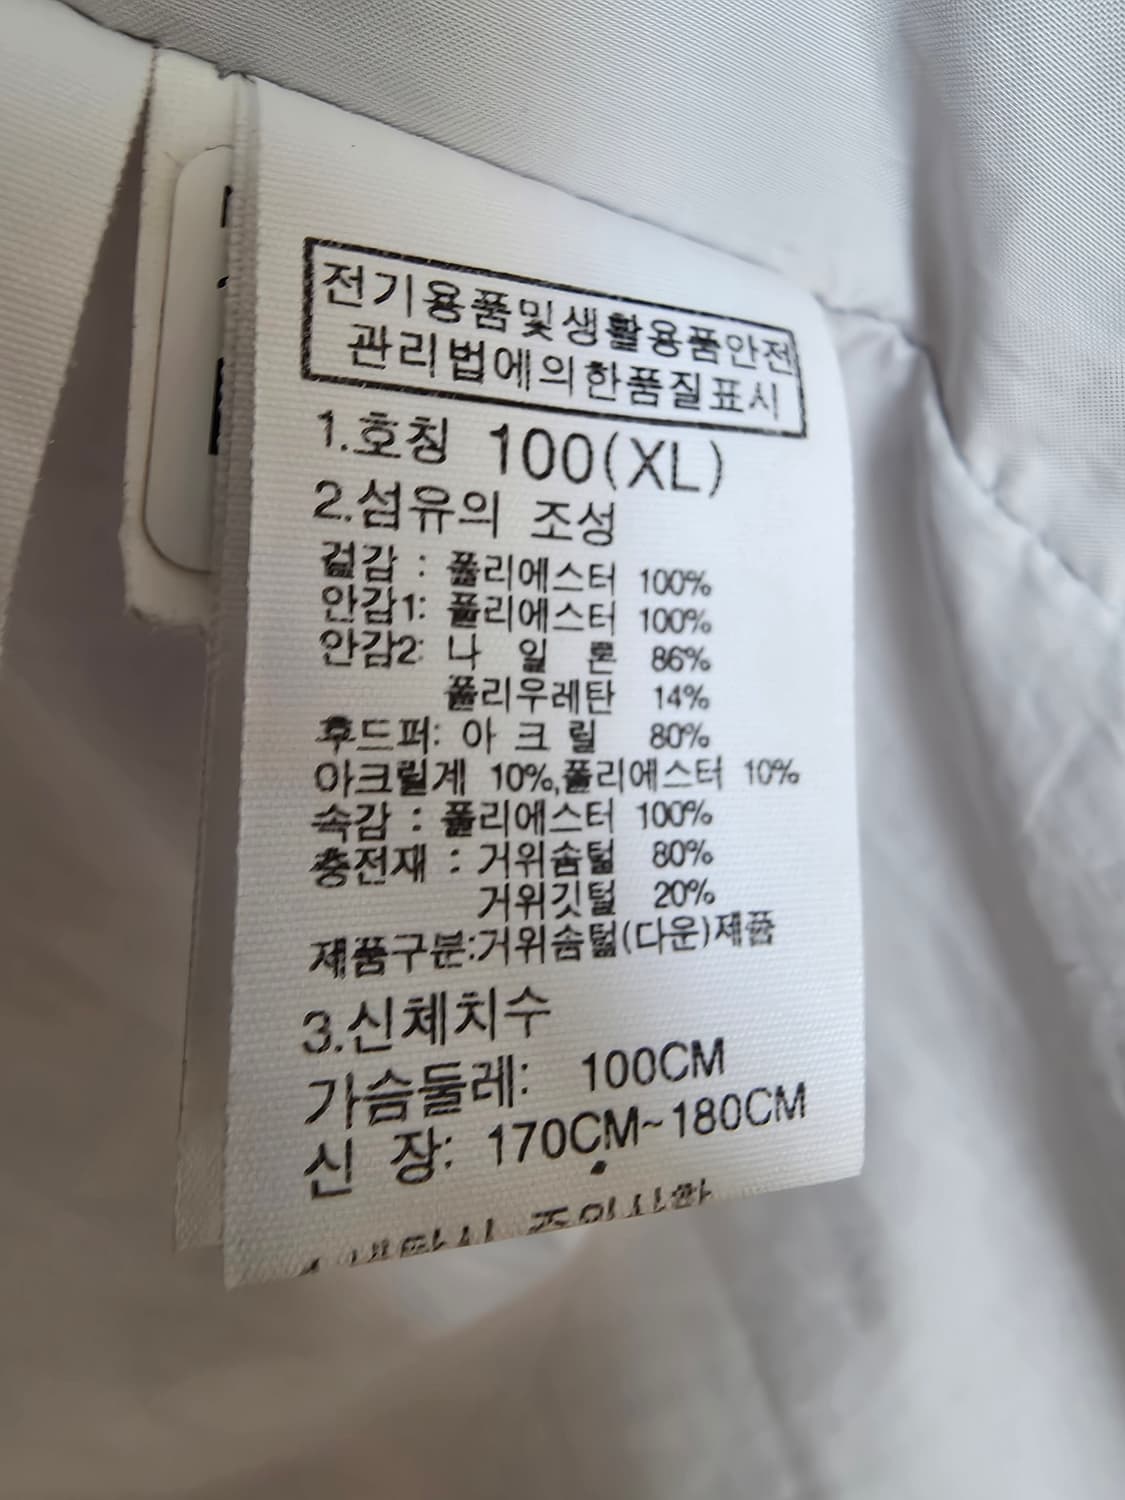 전기용품및생활용품안전
관리법에의한품질표시
1.호칭 100(XL)
2.섬유의 조성
겉감 : 폴리에스터 100%
안감1: 폴리에스터 100%
안감2: 나 일 론 86%
폴리우레탄 14%
후드퍼: 아 크 릴 80%
아크릴계 10%,폴리에스터 10%
속감 : 폴리에스터 100%
충전재 : 거위솜털 80%
거위깃털 20%
제품구분:거위솜털(다운)제품
3.신체치수
가슴둘레: 100CM
신 장: 170CM~180CM